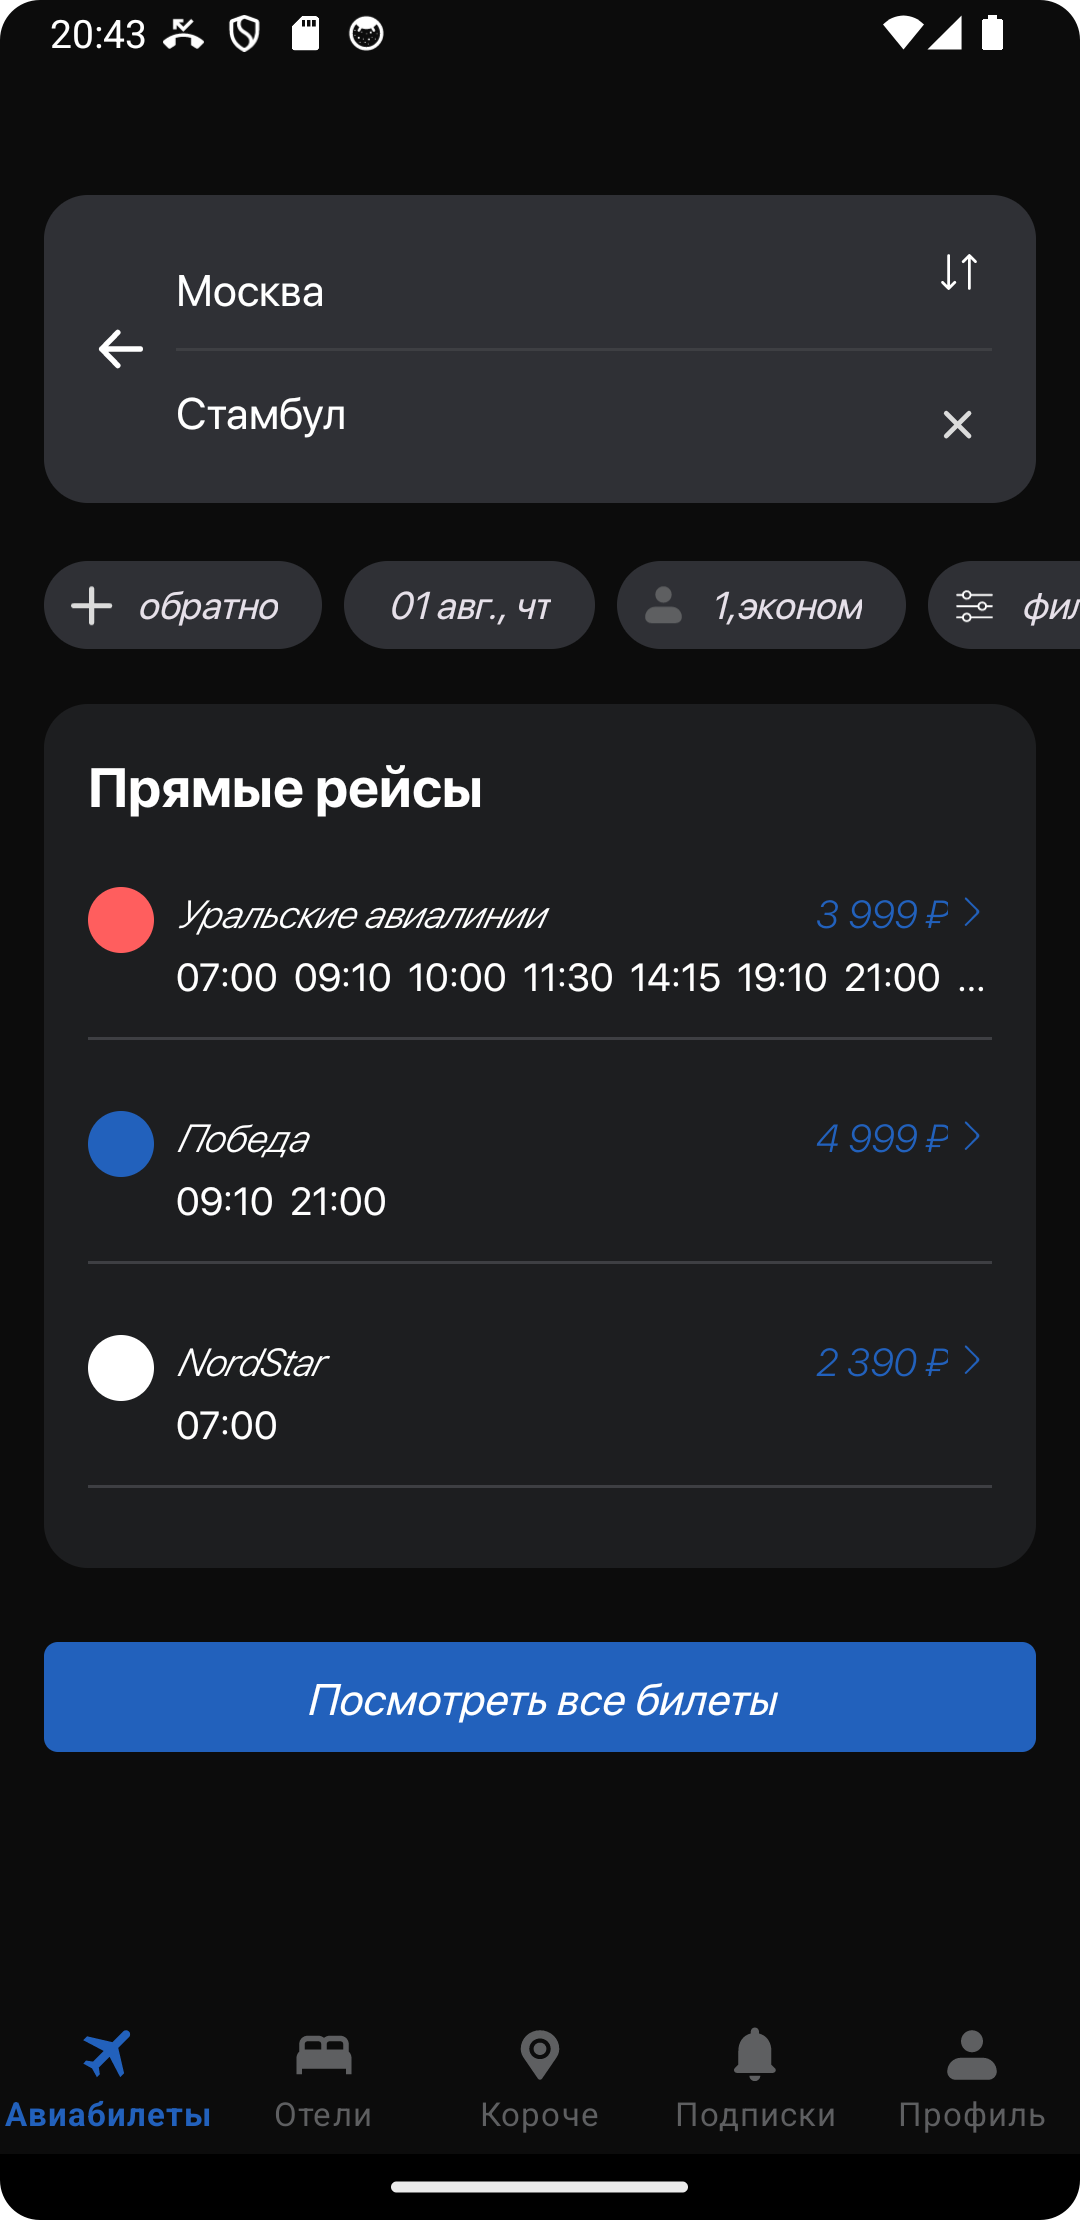 20:43
Москва
Стамбул
обратно 01 авг., чт 1,эконом фил
Прямые рейсы
Уральские авиалинии 3 999 ₽
07:00 09:10 10:00 11:30 14:15 19:10 21:00 ...
Победа 4 999 ₽
09:10 21:00
NordStar 2 390 ₽
07:00
Посмотреть все билеты
Авиабилеты Отели Короче Подписки Профиль